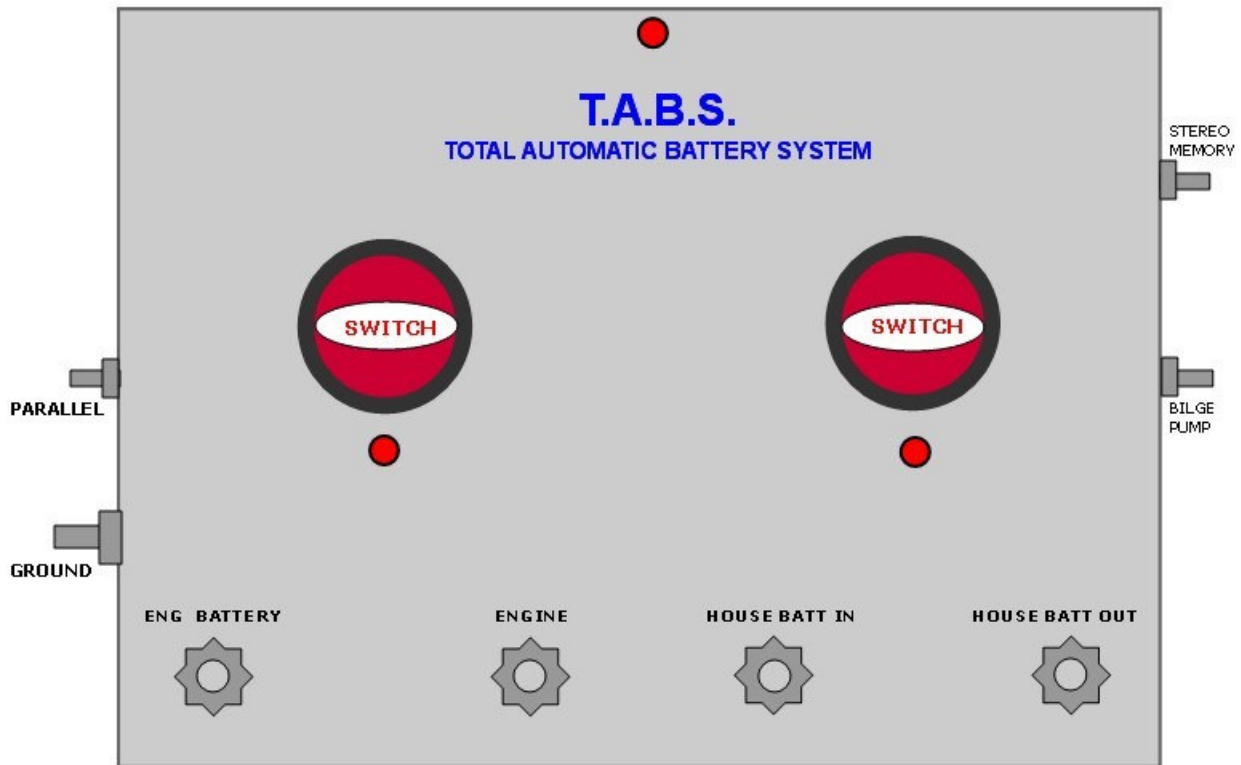 T.A.B.S.
TOTAL AUTOMATIC BATTERY SYSTEM
STEREO
MEMORY
SWITCH
SWITCH
PARALLEL
BILGE
PUMP
GROUND
ENG BATTERY
ENGINE
HOUSE BATT IN
HOUSE BATT OUT